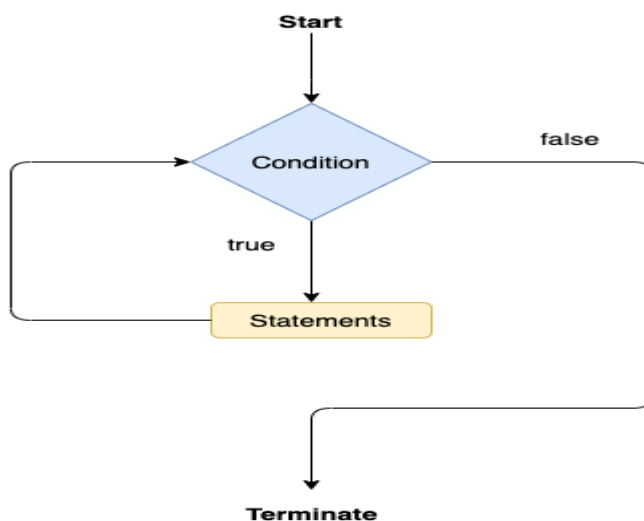 Start
Condition
false
true
Statements
Terminate